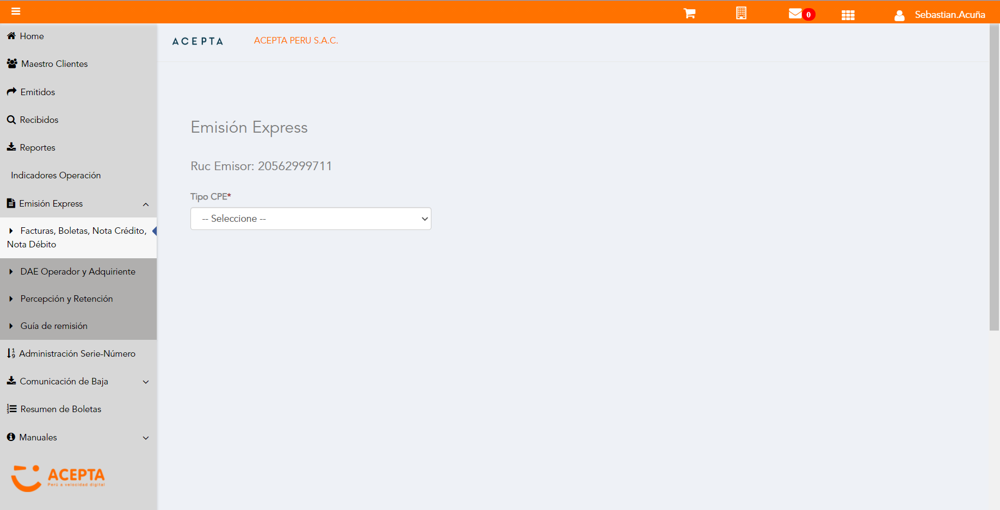 0
Sebastian.Acuña
Home
Maestro Clientes
Emitidos
Recibidos
Reportes
Indicadores Operación
Emisión Express
Facturas, Boletas, Nota Crédito,
Nota Débito
DAE Operador y Adquiriente
Percepción y Retención
Guía de remisión
Administración Serie-Número
Comunicación de Baja
Resumen de Boletas
Manuales
ACEPTA
Perú a velocidad digital
ACEPTA
ACEPTA PERU S.A.C.
Emisión Express
Ruc Emisor: 20562999711
Tipo CPE*
-- Seleccione --